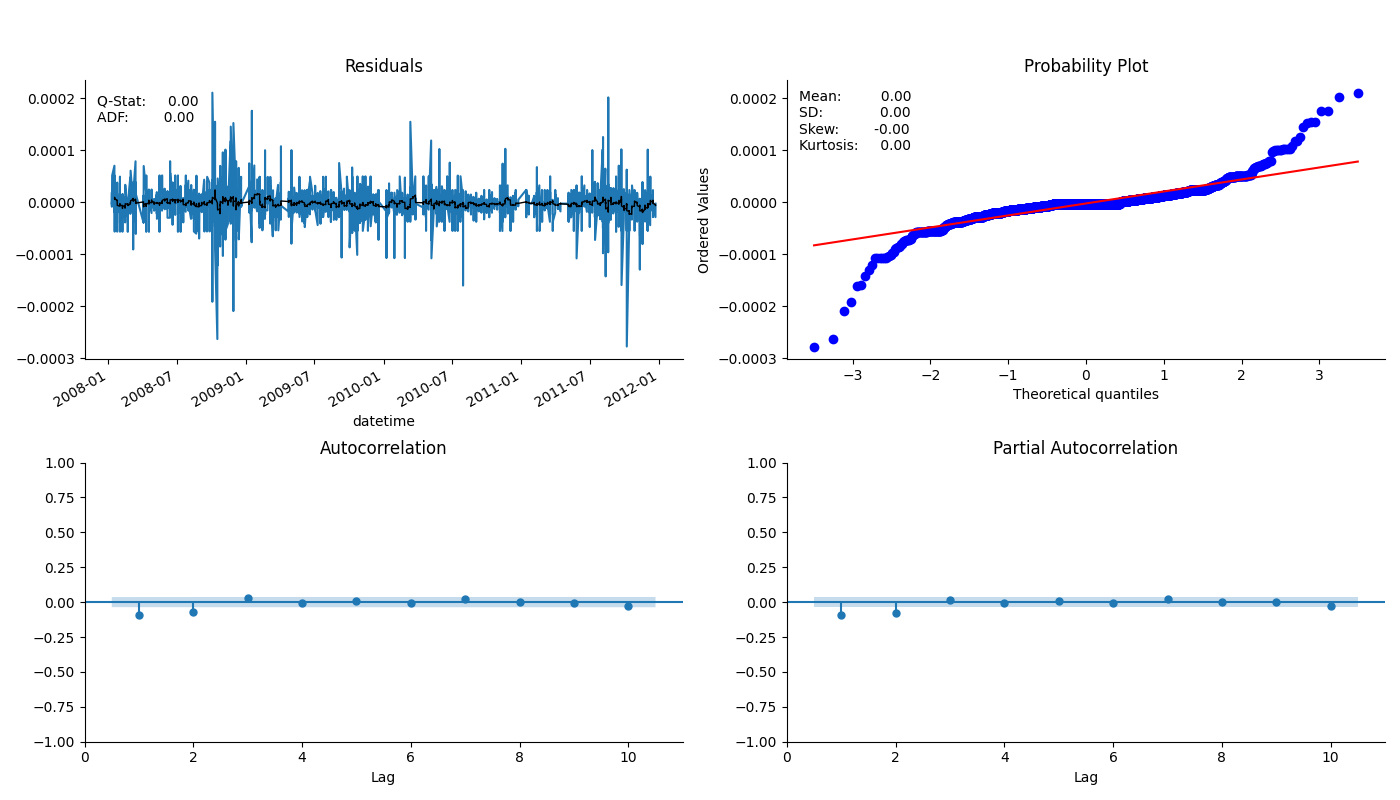 Residuals
Q-Stat: 0.00
ADF: 0.00
0.0002
0.0001
0.0000
−0.0001
−0.0002
−0.0003
2008-01 2008-07 2009-01 2009-07 2010-01 2010-07 2011-01 2011-07 2012-01
datetime
Probability Plot
Mean: 0.00
SD: 0.00
Skew: -0.00
Kurtosis: 0.00
Ordered Values
0.0002
0.0001
0.0000
−0.0001
−0.0002
−0.0003
−3 −2 −1 0 1 2 3
Theoretical quantiles
Autocorrelation
1.00
0.75
0.50
0.25
0.00
−0.25
−0.50
−0.75
−1.00
0 2 4 6 8 10
Lag
Partial Autocorrelation
1.00
0.75
0.50
0.25
0.00
−0.25
−0.50
−0.75
−1.00
0 2 4 6 8 10
Lag